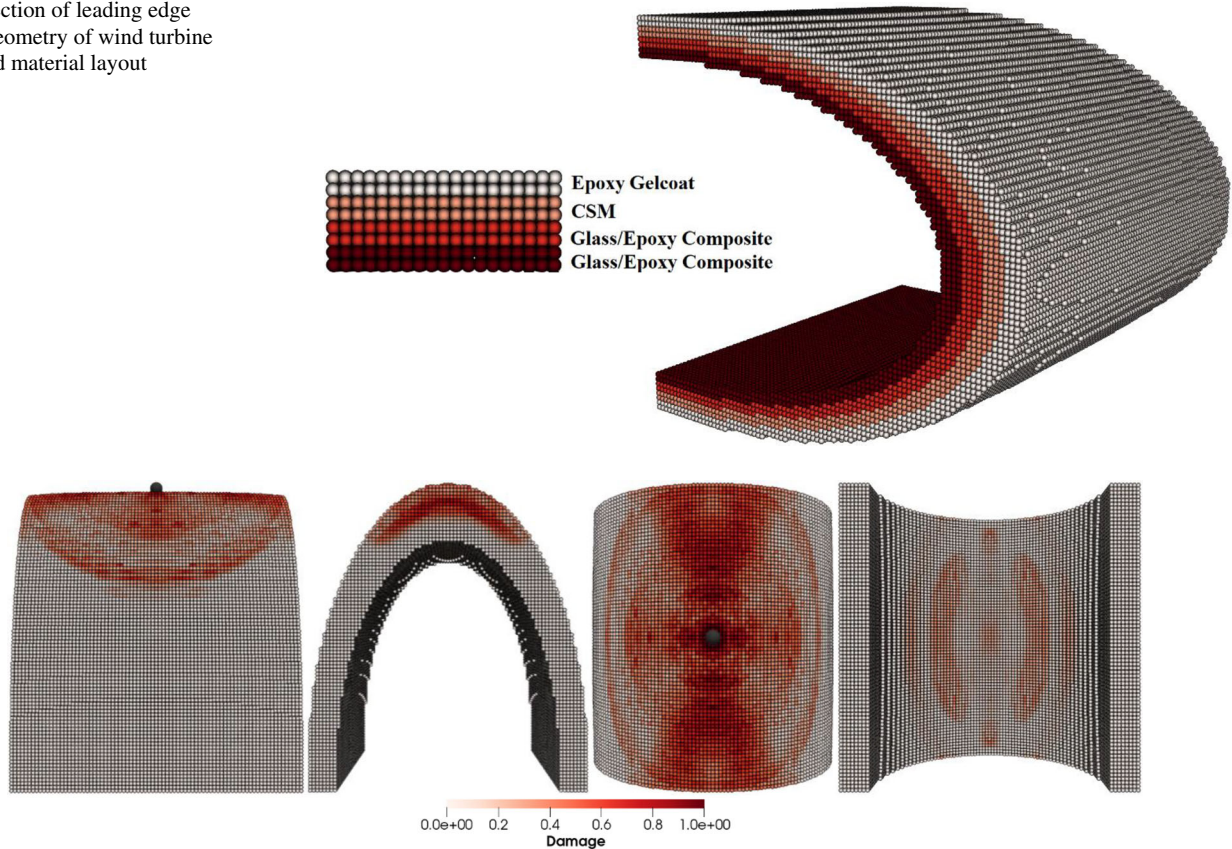 ction of leading edge
eometry of wind turbine
d material layout
Epoxy Gelcoat
CSM
Glass/Epoxy Composite
Glass/Epoxy Composite
0.0e+00 0.2 0.4 0.6 0.8 1.0e+00
Damage